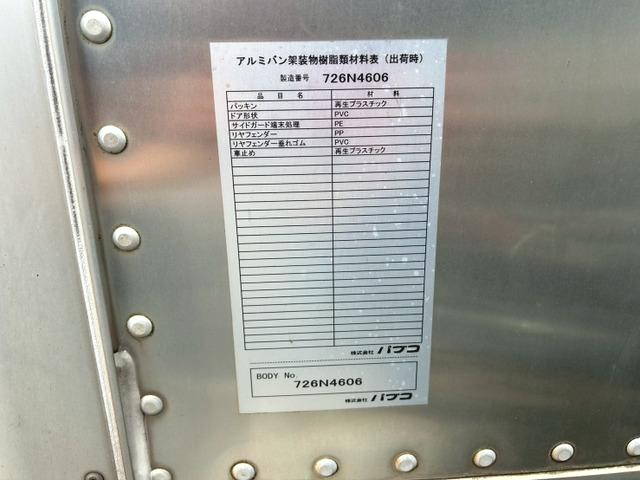 アルミバン架装物樹脂類材料表（出荷時）
製造番号 726N4606
品目名 材料
パッキン 再生プラスチック
ドア形状 PVC
サイドガード端末処理 PE
リヤフェンダー PP
リヤフェンダー垂れゴム PVC
車止め 再生プラスチック
株式会社 パブコ
BODY No. 726N4606
株式会社 パブコ